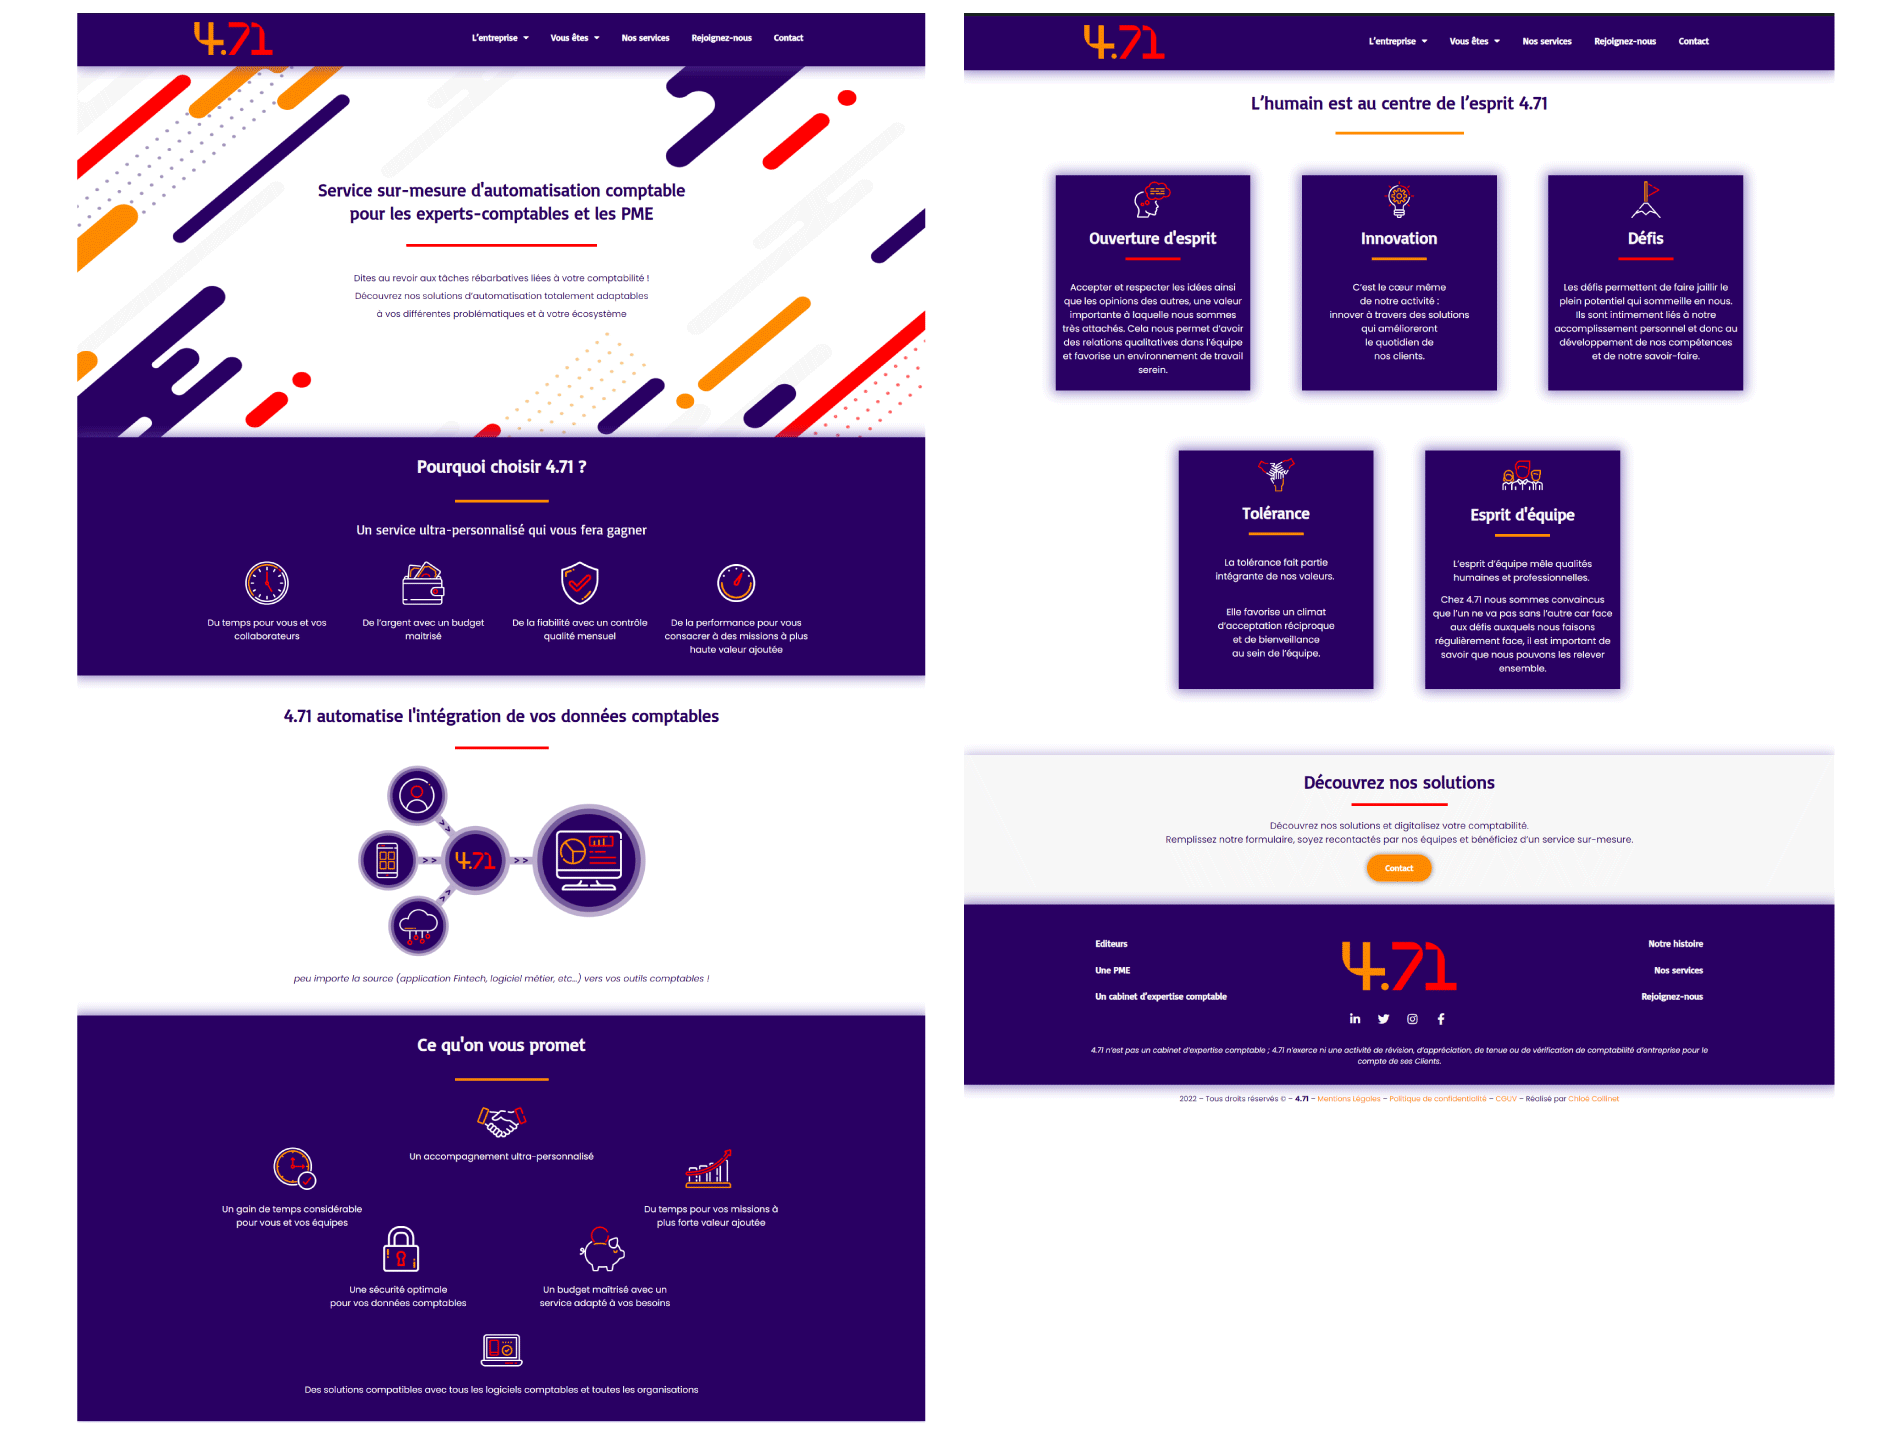 4.71
L'entreprise
Vous êtes
Nos services
Rejoignez-nous
Contact
Service sur-mesure d'automatisation comptable
pour les experts-comptables et les PME
Dites au revoir aux tâches rébarbatives liées à votre comptabilité !
Découvrez nos solutions d'automatisation totalement adaptables
à vos différentes problématiques et à votre écosystème
Pourquoi choisir 4.71 ?
Un service ultra-personnalisé qui vous fera gagner
Du temps pour vous et vos
collaborateurs
De l'argent avec un budget
maitrisé
De la fiabilité avec un contrôle
qualité mensuel
De la performance pour vous
consacrer à des missions à plus
haute valeur ajoutée
4.71 automatise l'intégration de vos données comptables
4.71
peu importe la source (application Fintech, logiciel métier, etc...) vers vos outils comptables !
Ce qu'on vous promet
Un accompagnement ultra-personnalisé
Un gain de temps considérable
pour vous et vos équipes
Du temps pour vos missions à
plus forte valeur ajoutée
Une sécurité optimale
pour vos données comptables
Un budget maîtrisé avec un
service adapté à vos besoins
Des solutions compatibles avec tous les logiciels comptables et toutes les organisations
4.71
L'entreprise
Vous êtes
Nos services
Rejoignez-nous
Contact
L'humain est au centre de l'esprit 4.71
Ouverture d'esprit
Accepter et respecter les idées ainsi
que les opinions des autres, une valeur
importante à laquelle nous sommes
très attachés. Cela nous permet d'avoir
des relations qualitatives dans l'équipe
et favorise un environnement de travail
serein.
Innovation
C'est le cœur même
de notre activité :
innover à travers des solutions
qui amélioreront
le quotidien de
nos clients.
Défis
Les défis permettent de faire jaillir le
plein potentiel qui sommeille en nous.
Ils sont intimement liés à notre
accomplissement personnel et donc au
développement de nos compétences
et de notre savoir-faire.
Tolérance
La tolérance fait partie
intégrante de nos valeurs.
Elle favorise un climat
d'acceptation réciproque
et de bienveillance
au sein de l'équipe.
Esprit d'équipe
L'esprit d'équipe mêle qualités
humaines et professionnelles.
Chez 4.71 nous sommes convaincus
que l'un ne va pas sans l'autre car face
aux défis auxquels nous faisons
régulièrement face, il est important de
savoir que nous pouvons les relever
ensemble.
Découvrez nos solutions
Découvrez nos solutions et digitalisez votre comptabilité.
Remplissez notre formulaire, soyez recontactés par nos équipes et bénéficiez d'un service sur-mesure.
Contact
Editeurs
Une PME
Un cabinet d'expertise comptable
4.71
Notre histoire
Nos services
Rejoignez-nous
4.71 n'est pas un cabinet d'expertise comptable ; 4.71 n'exerce ni une activité de révision, d'appréciation, de tenue ou de vérification de comptabilité d'entreprise pour le
compte de ses Clients.
2022 – Tous droits réservés © – 4.71 – Mentions Légales – Politique de confidentialité – CGUV – Réalisé par Chloé Collinet